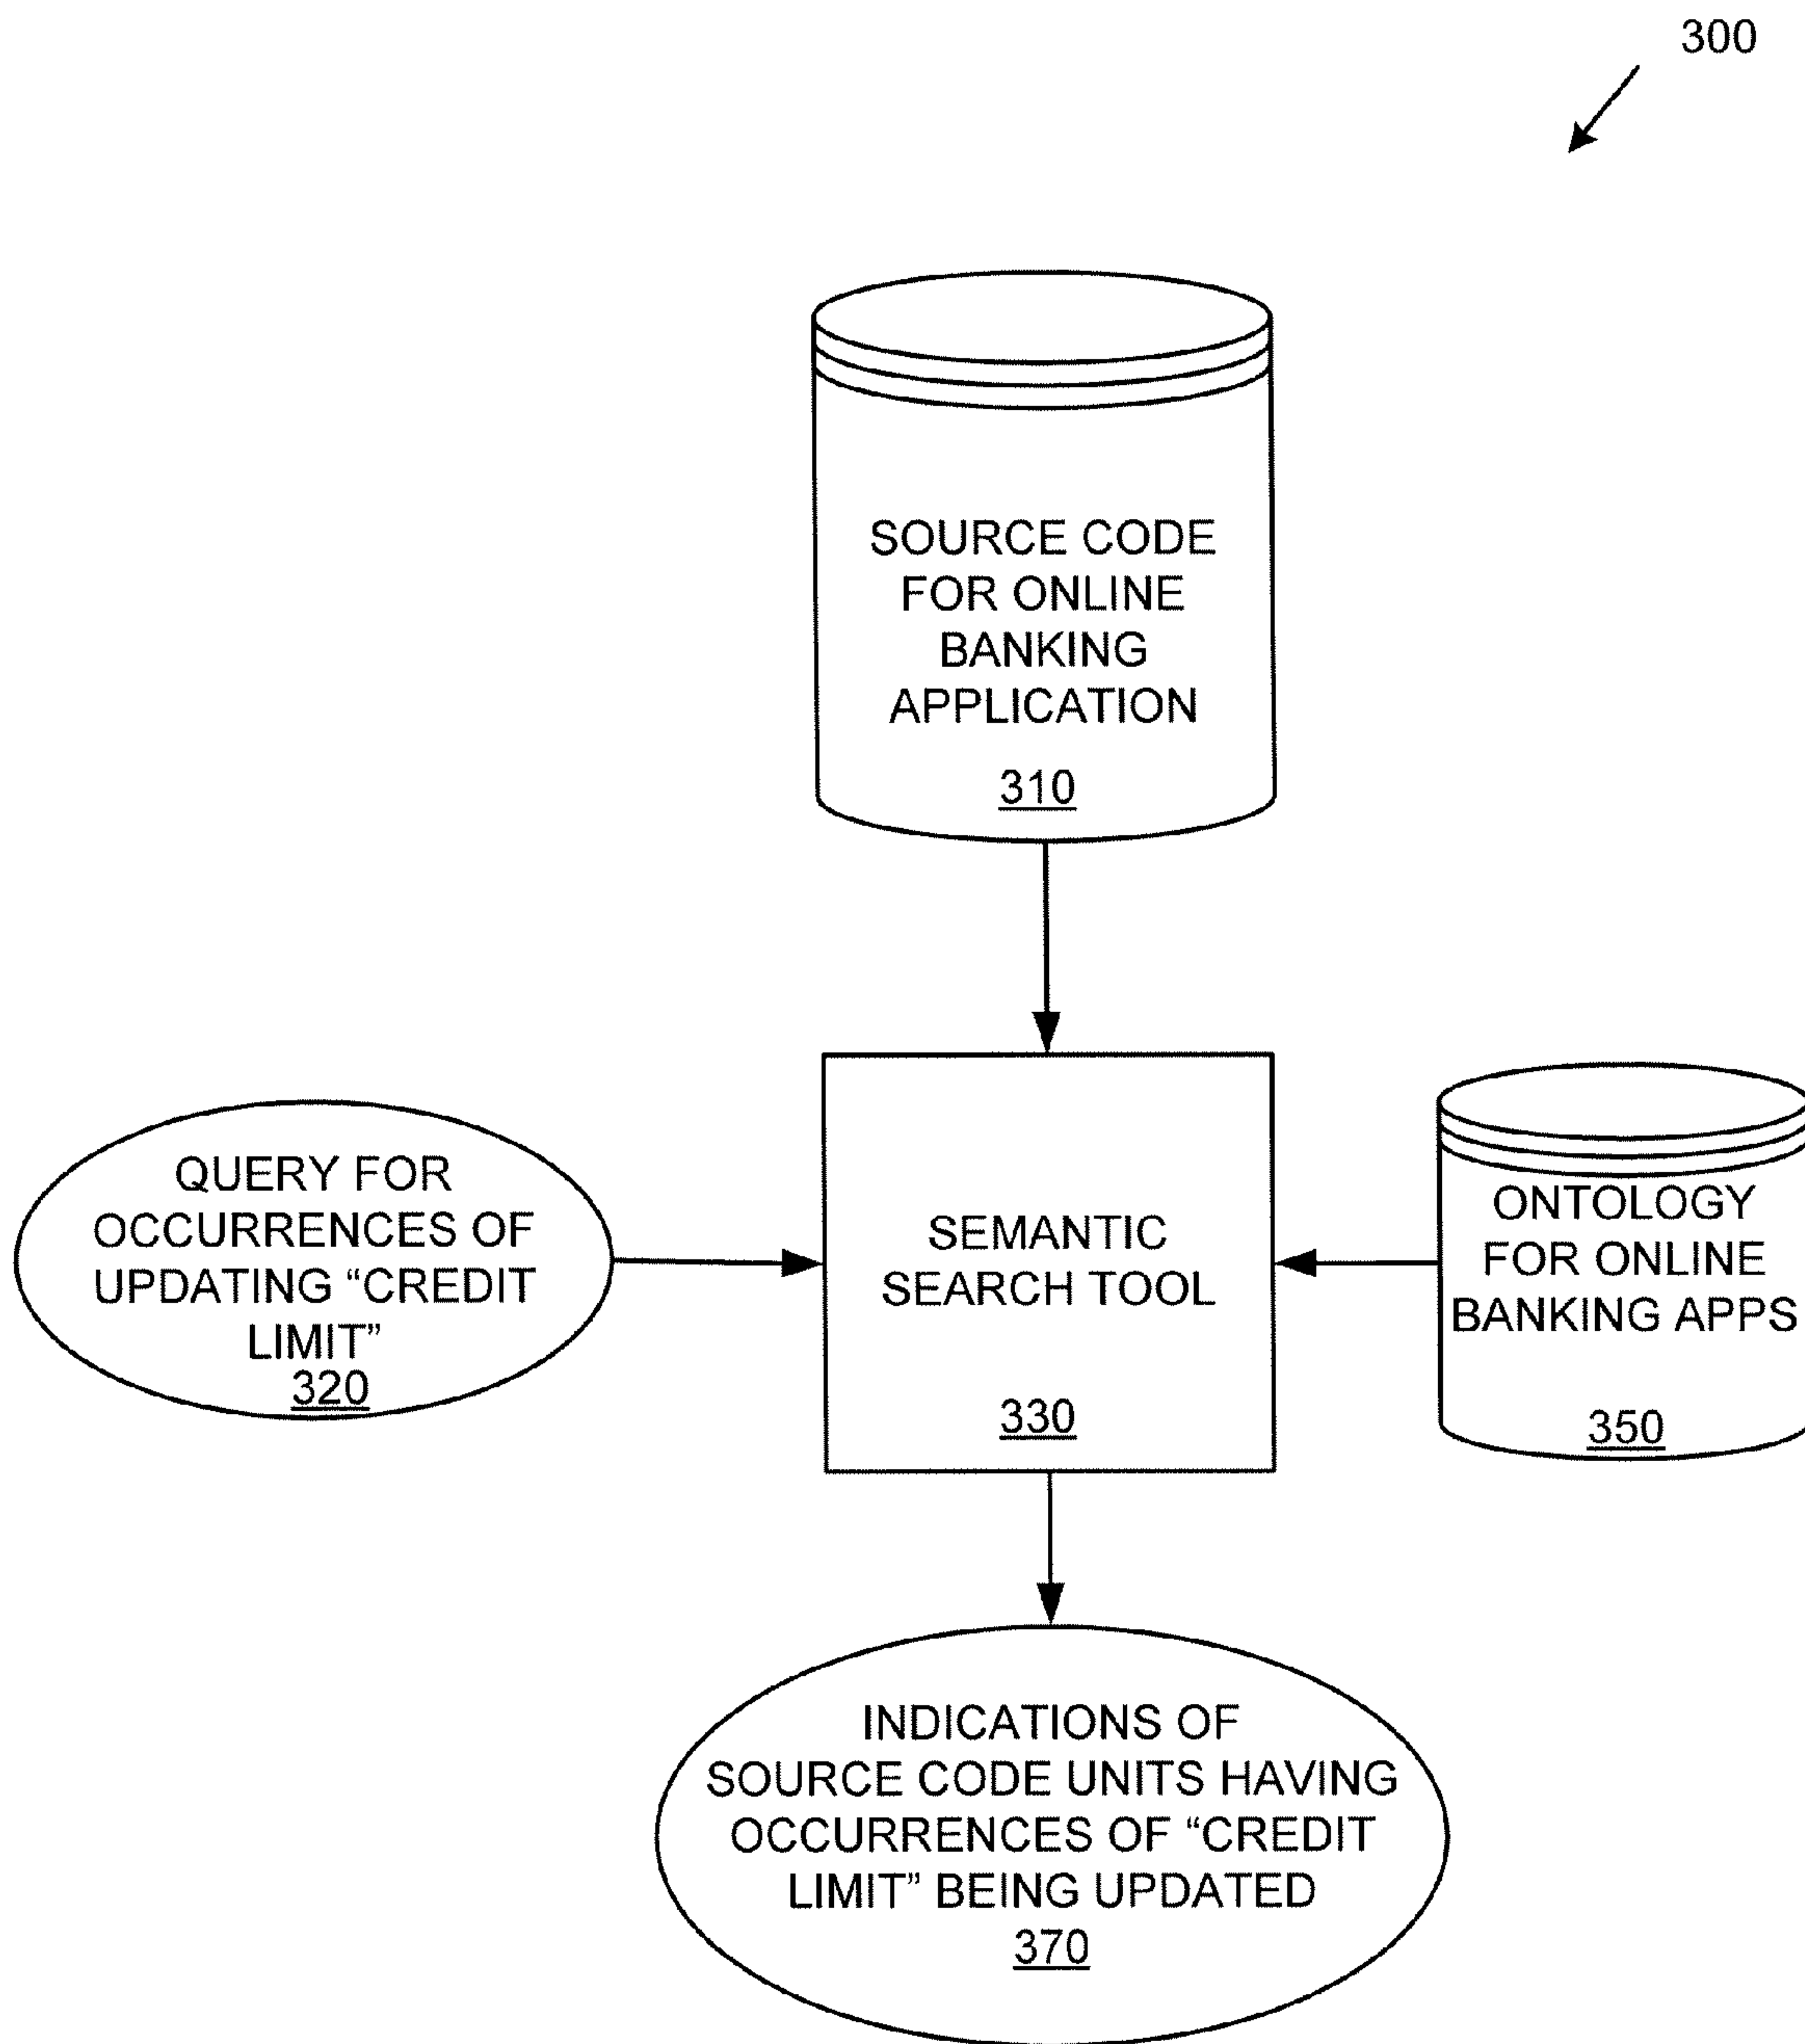 300
SOURCE CODE
FOR ONLINE
BANKING
APPLICATION
310
QUERY FOR
OCCURRENCES OF
UPDATING “CREDIT
LIMIT”
320
SEMANTIC
SEARCH TOOL
330
ONTOLOGY
FOR ONLINE
BANKING APPS
350
INDICATIONS OF
SOURCE CODE UNITS HAVING
OCCURRENCES OF “CREDIT
LIMIT” BEING UPDATED
370